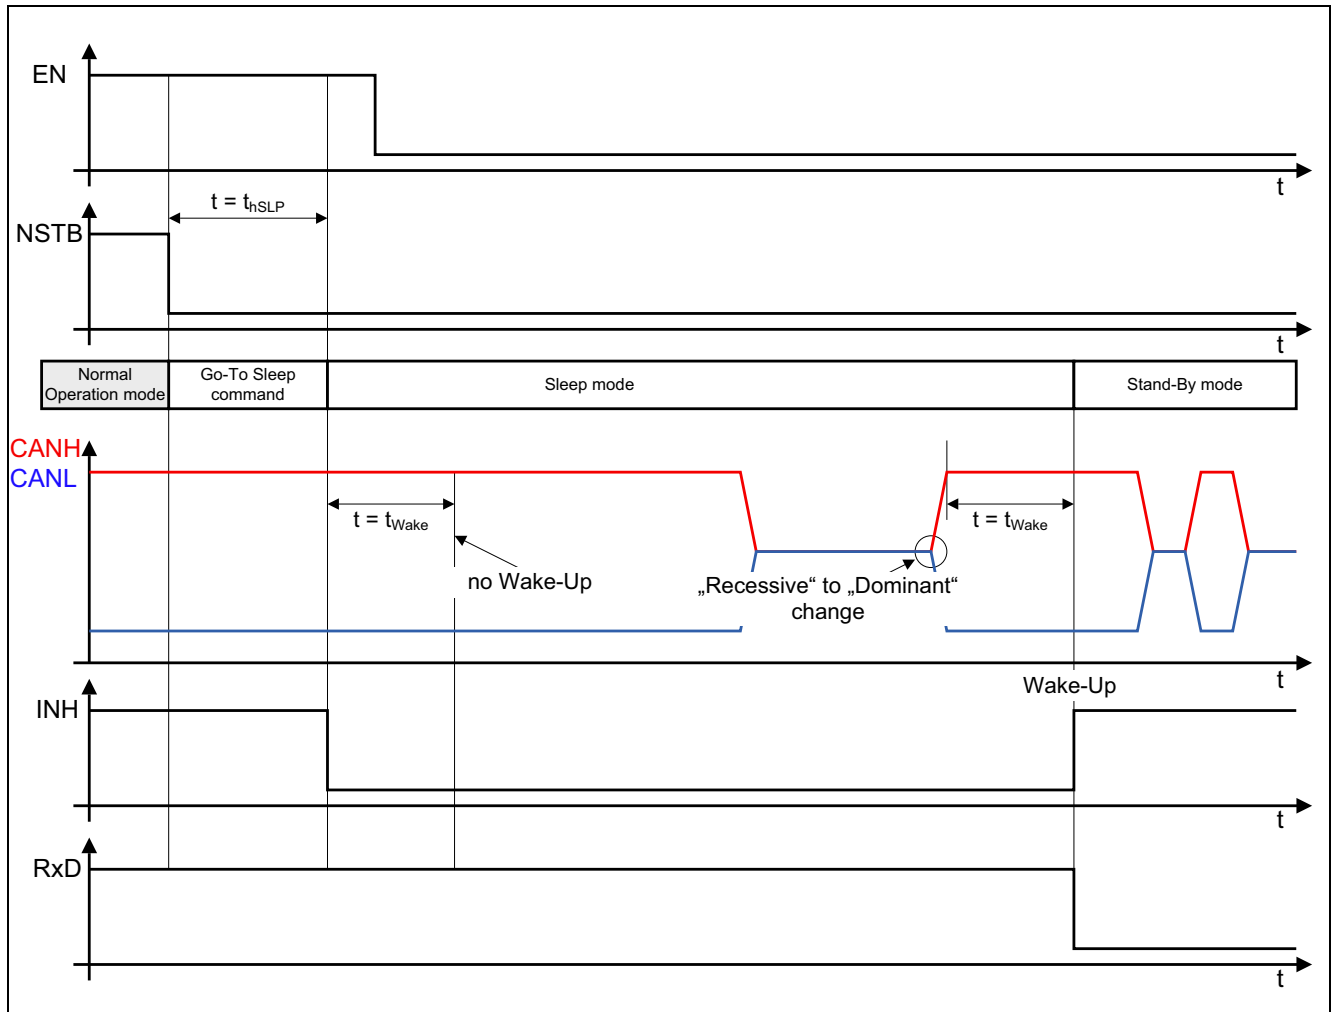 EN
t
t = thSLP
NSTB
t
Normal
Operation mode
Go-To Sleep
command
Sleep mode
Stand-By mode
CANH
CANL
t = tWake
t = tWake
no Wake-Up
„Recessive“ to „Dominant“
change
t
Wake-Up
INH
t
RxD
t